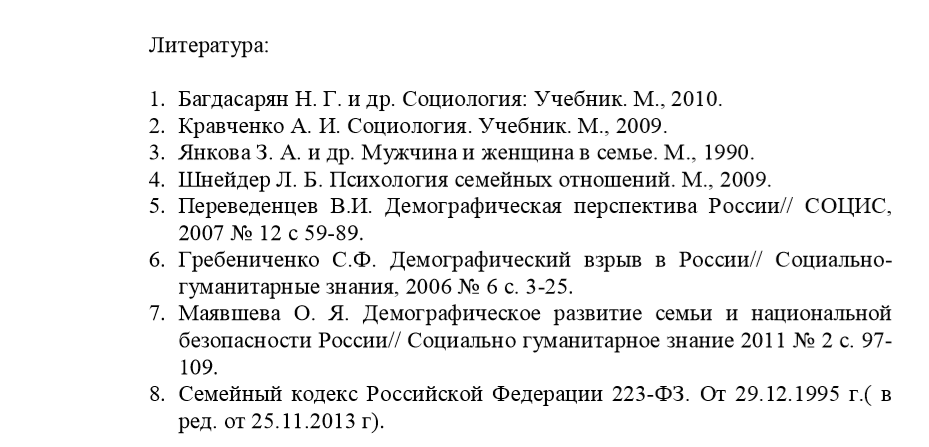 Литература:
1. Багдасарян Н. Г. и др. Социология: Учебник. М., 2010.
2. Кравченко А. И. Социология. Учебник. М., 2009.
3. Янкова З. А. и др. Мужчина и женщина в семье. М., 1990.
4. Шнейдер Л. Б. Психология семейных отношений. М., 2009.
5. Переведенцев В.И. Демографическая перспектива России// СОЦИС,
2007 № 12 с 59-89.
6. Гребениченко С.Ф. Демографический взрыв в России// Социально-
гуманитарные знания, 2006 № 6 с. 3-25.
7. Маявшева О. Я. Демографическое развитие семьи и национальной
безопасности России// Социально гуманитарное знание 2011 № 2 с. 97-
109.
8. Семейный кодекс Российской Федерации 223-ФЗ. От 29.12.1995 г.( в
ред. от 25.11.2013 г).